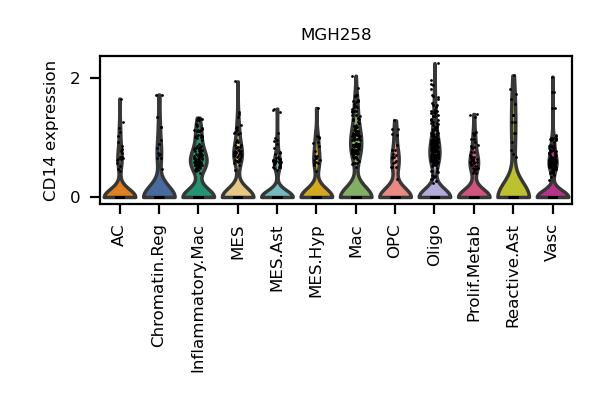 MGH258
CD14 expression
2
0
AC
Chromatin.Reg
Inflammatory.Mac
MES
MES.Ast
MES.Hyp
Mac
OPC
Oligo
Prolif.Metab
Reactive.Ast
Vasc